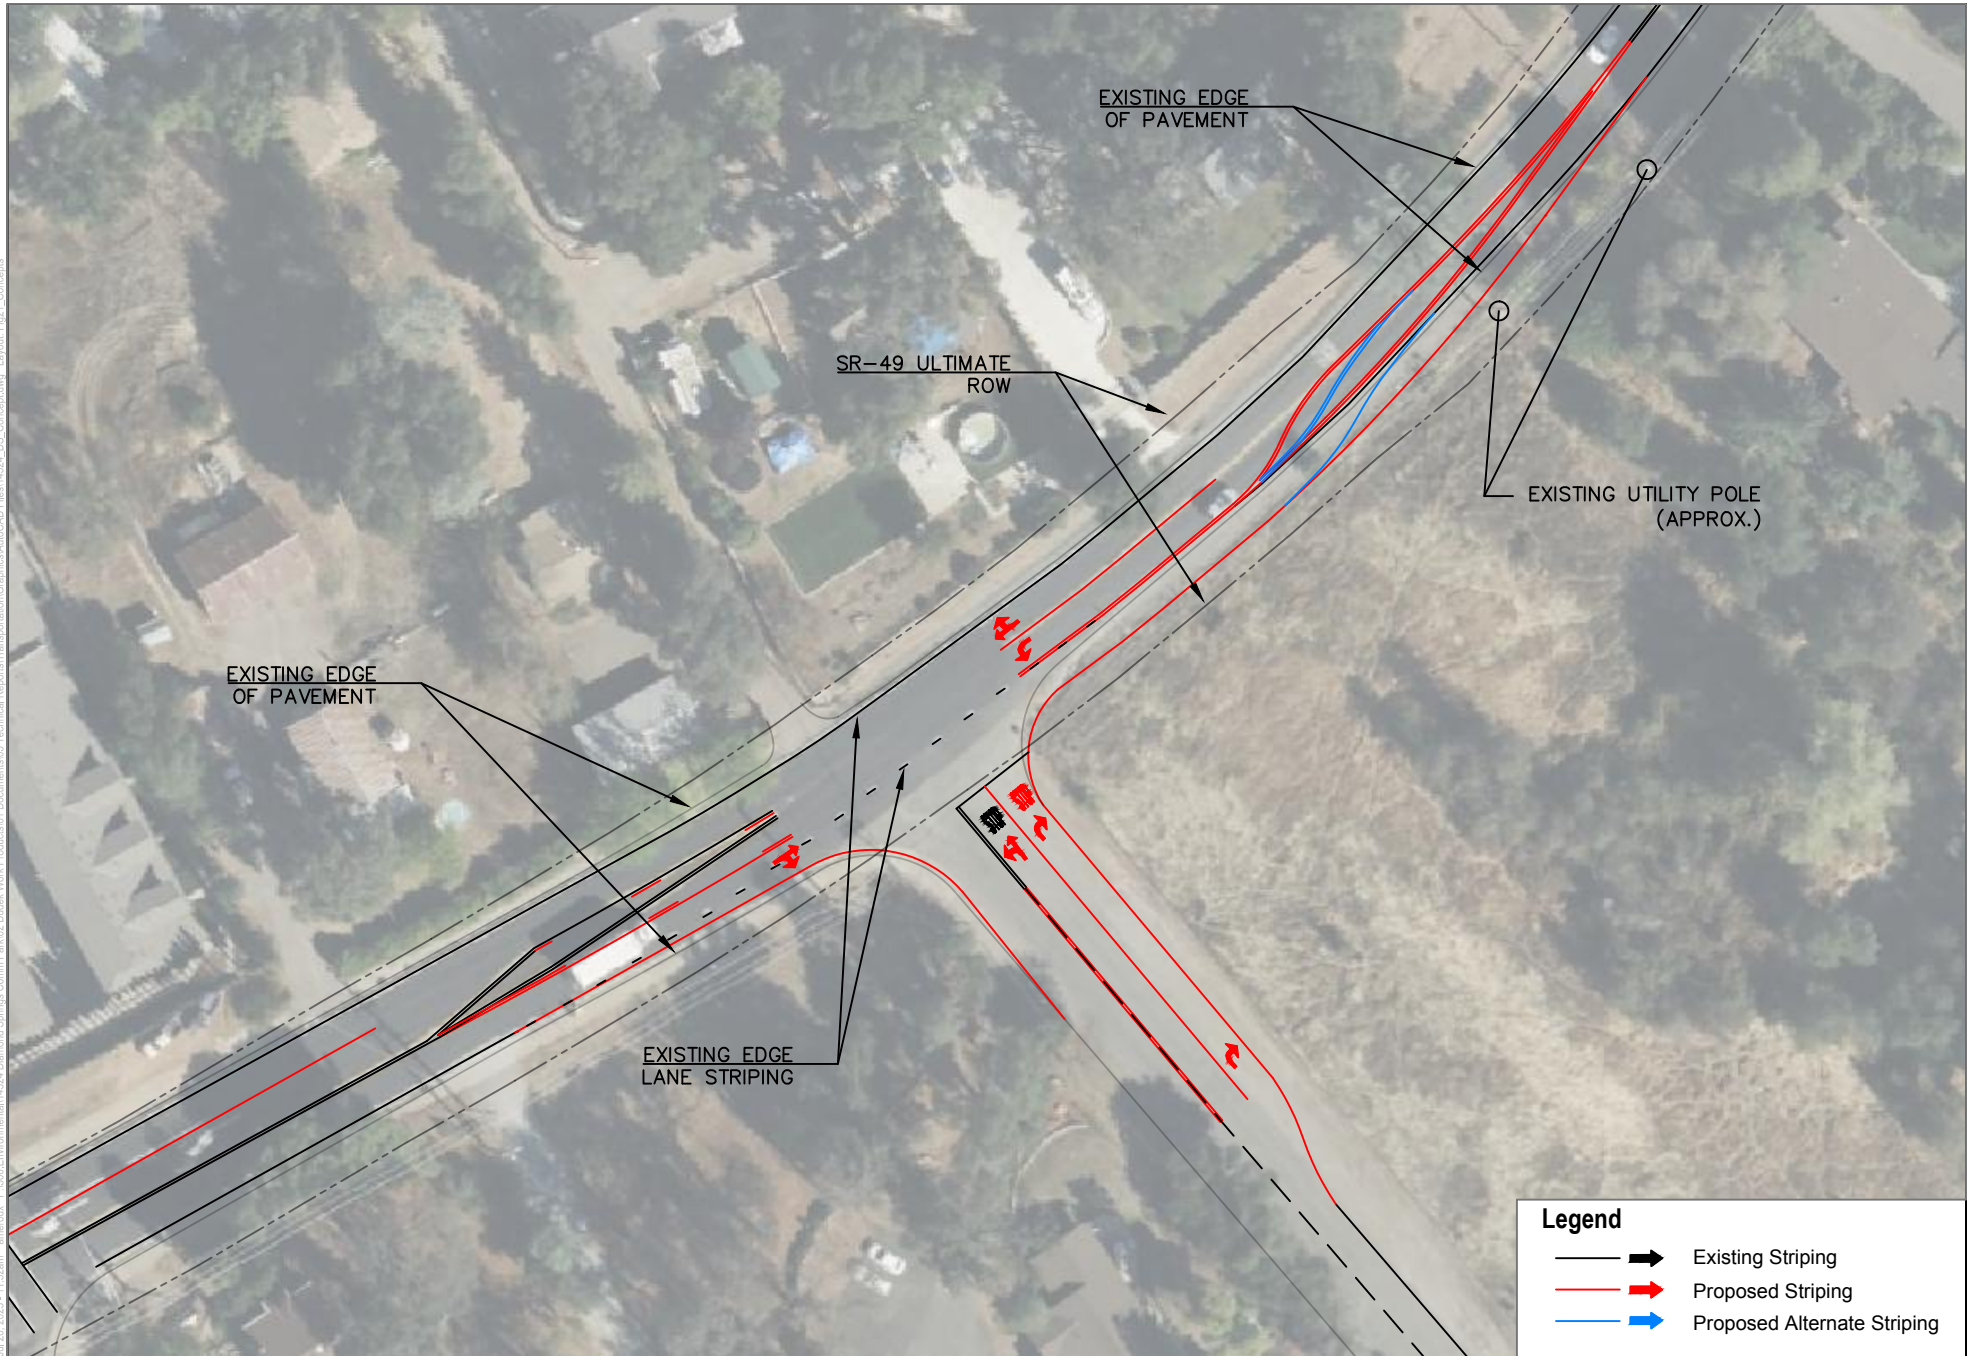 EXISTING EDGE
OF PAVEMENT
SR-49 ULTIMATE
ROW
EXISTING UTILITY POLE
(APPROX.)
EXISTING EDGE
OF PAVEMENT
EXISTING EDGE
LANE STRIPING
Legend
Existing Striping
Proposed Striping
Proposed Alternate Striping